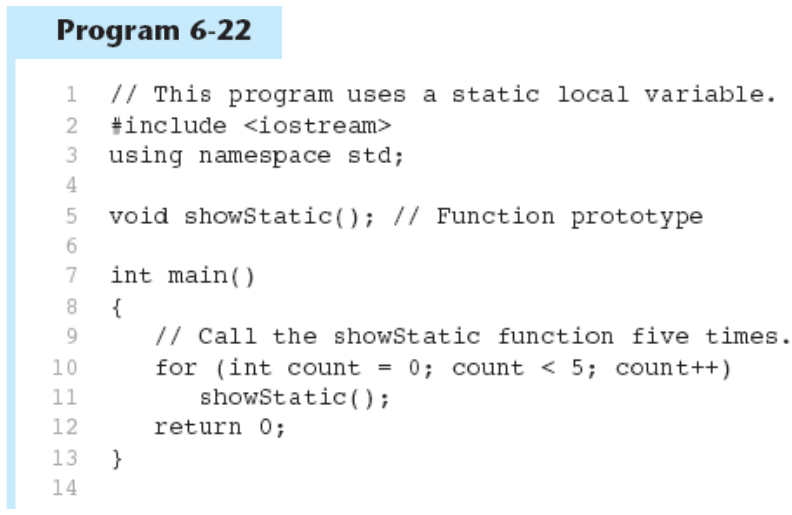 Program 6-22
1 // This program uses a static local variable.
2 #include <iostream>
3 using namespace std;
4
5 void showStatic(); // Function prototype
6
7 int main()
8 {
9    // Call the showStatic function five times.
10    for (int count = 0; count < 5; count++)
11       showStatic();
12    return 0;
13 }
14